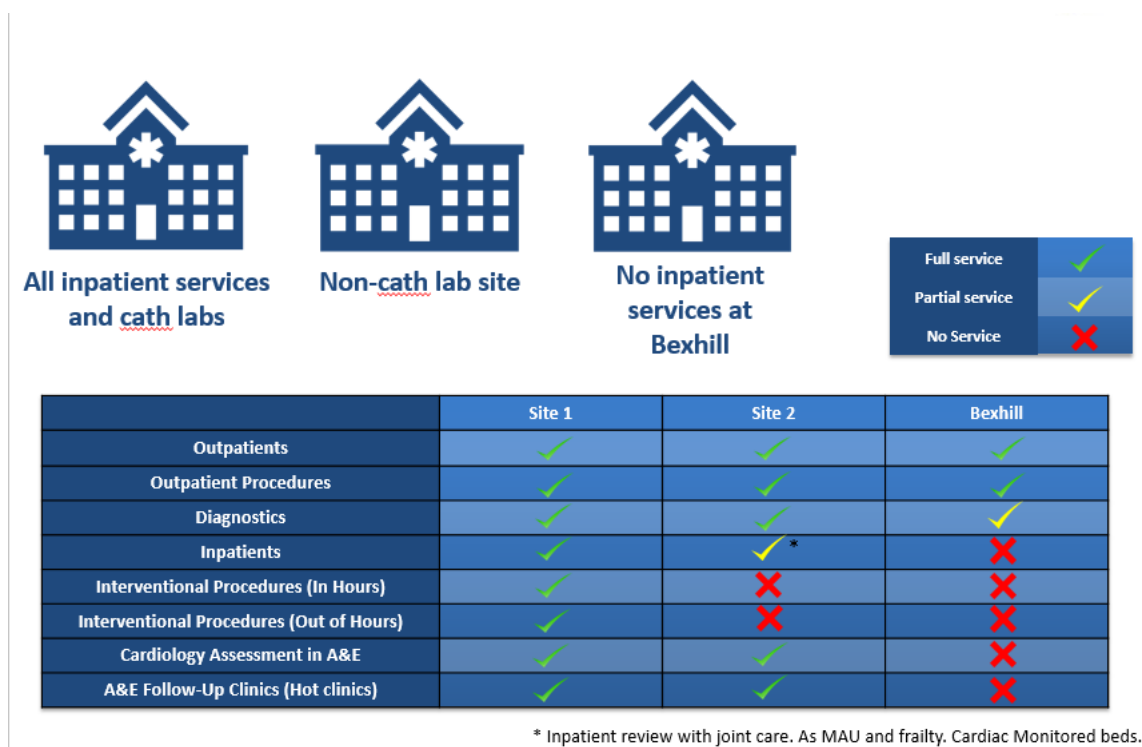 All inpatient services
and cath labs
Non-cath lab site
No inpatient
services at
Bexhill
Full service
Partial service
No Service
Site 1 Site 2 Bexhill
Outpatients
Outpatient Procedures
Diagnostics
Inpatients *
Interventional Procedures (In Hours)
Interventional Procedures (Out of Hours)
Cardiology Assessment in A&E
A&E Follow-Up Clinics (Hot clinics)
* Inpatient review with joint care. As MAU and frailty. Cardiac Monitored beds.